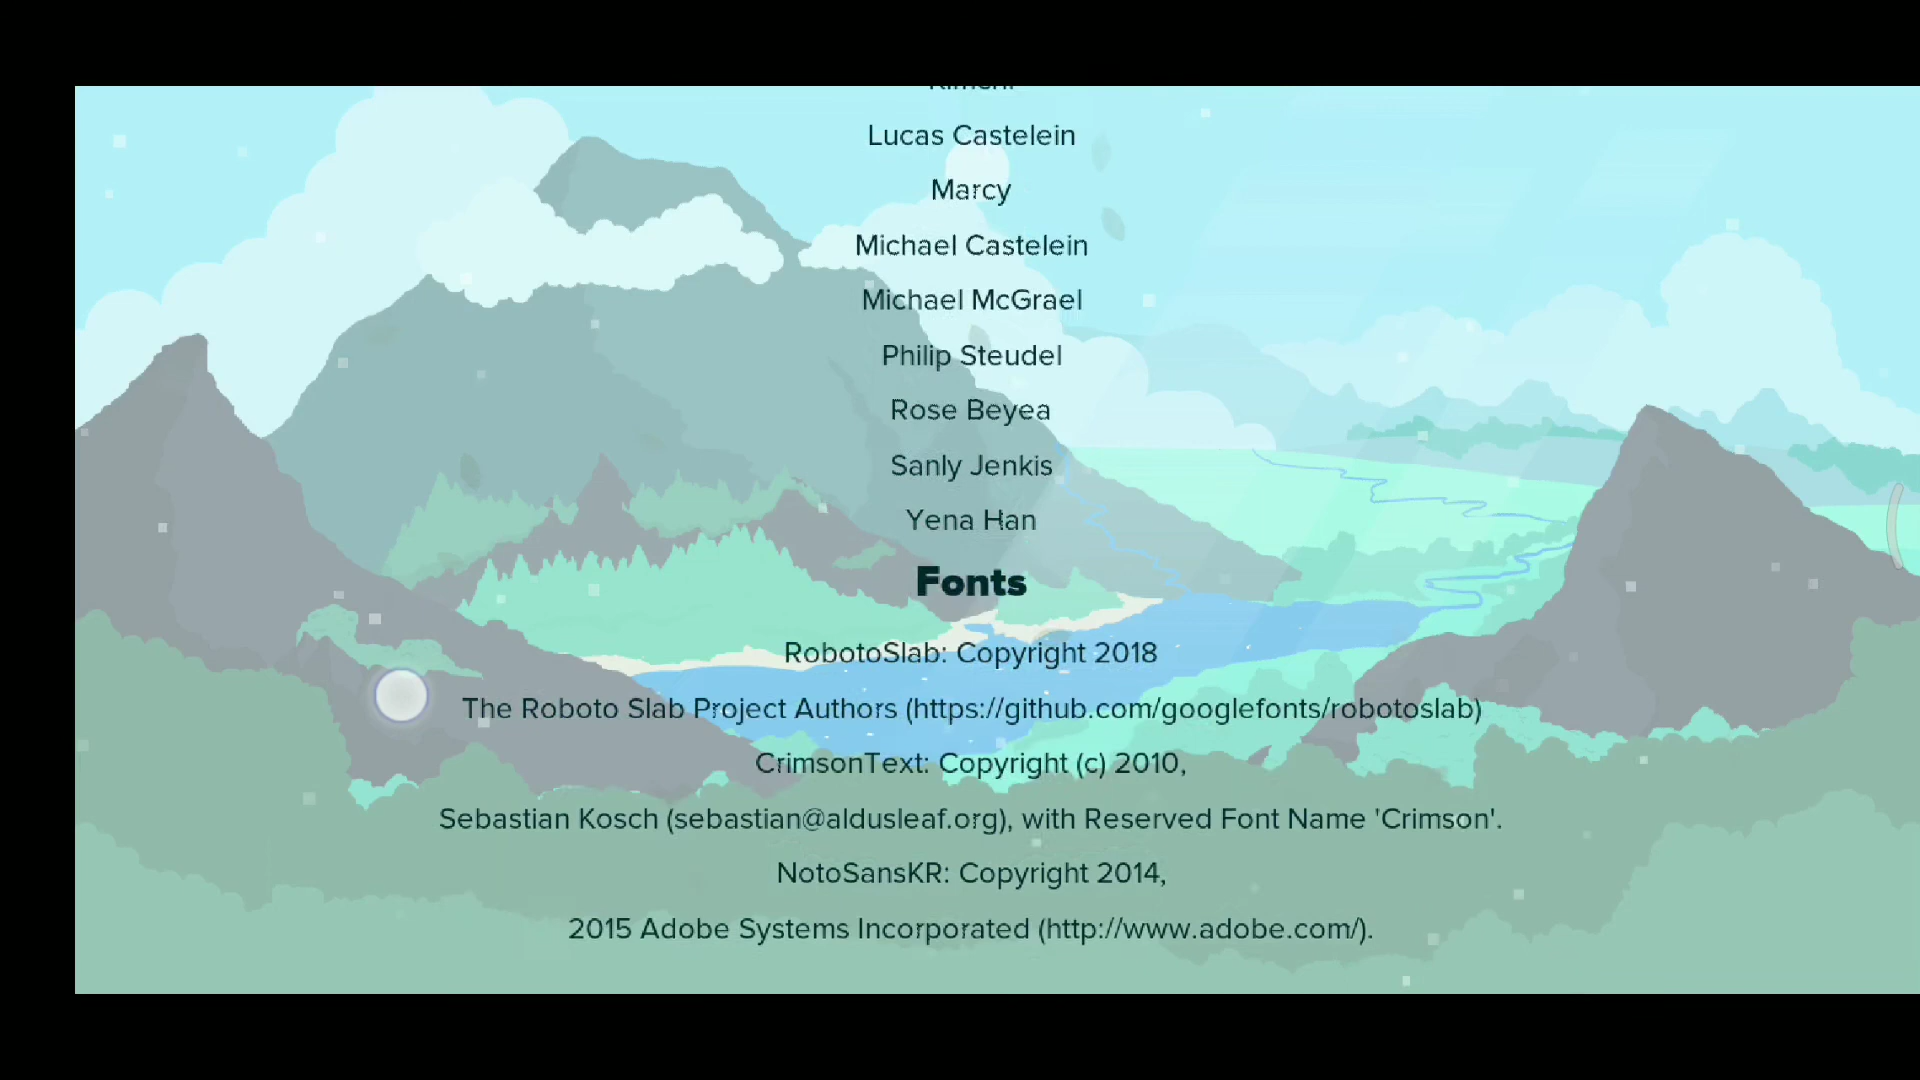 Lucas Castelein
Marcy
Michael Castelein
Michael McGrael
Philip Steudel
Rose Beyea
Sanly Jenkis
Yena Han
Fonts
RobotoSlab: Copyright 2018
The Roboto Slab Project Authors (https://github.com/googlefonts/robotoslab)
CrimsonText: Copyright (c) 2010,
Sebastian Kosch (sebastian@aldusleaf.org), with Reserved Font Name 'Crimson'.
NotoSansKR: Copyright 2014,
2015 Adobe Systems Incorporated (http://www.adobe.com/).